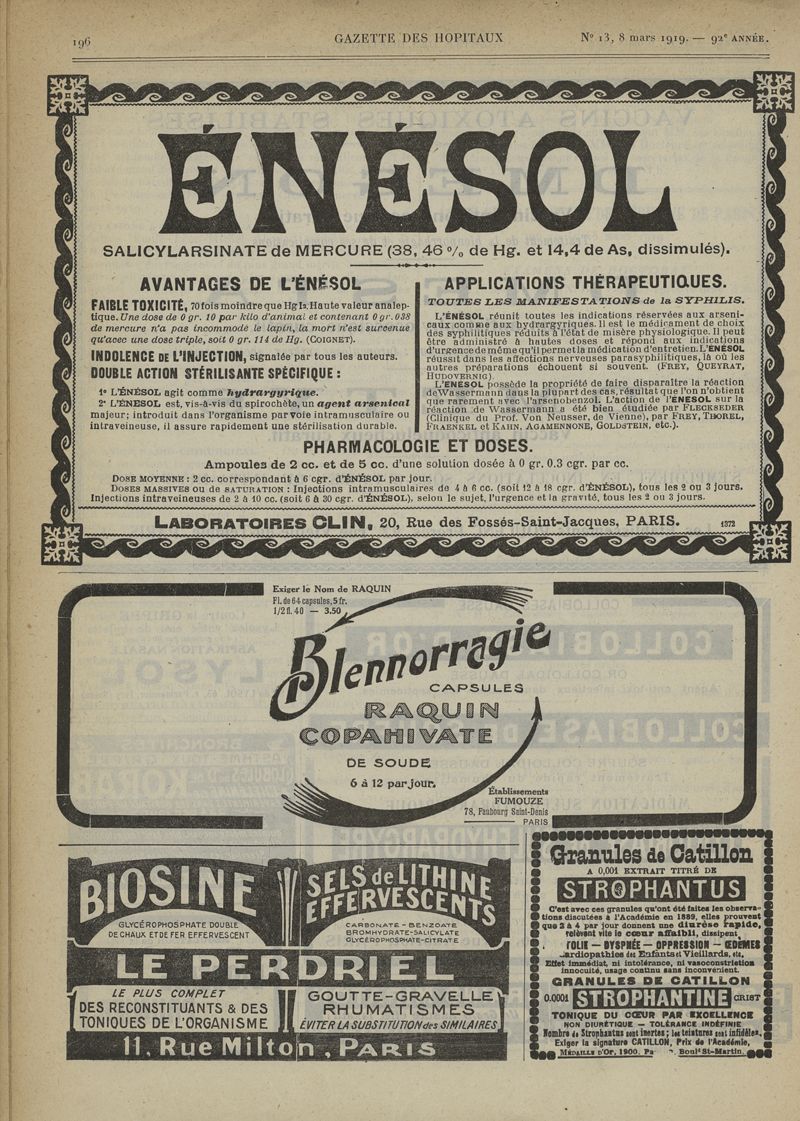 196
GAZETTE DES HOPITAUX
N° 13, 8 mars 1919. — 92e ANNÉE.
ÉNÉSOL
SALICYLARSINATE de MERCURE (38, 46 % de Hg. et 14,4 de As, dissimulés).
AVANTAGES DE L'ÉNÉSOL
FAIBLE TOXICITÉ, 70 fois moindre que Hg I2. Haute valeur analep-
tique. Une dose de 0 gr. 10 par kilo d'animal et contenant 0 gr. 038
de mercure n'a pas incommodé le lapin, la mort n'est survenue
qu'avec une dose triple, soit 0 gr. 114 de Hg. (COIGNET).
INDOLENCE DE L'INJECTION, signalée par tous les auteurs.
DOUBLE ACTION STÉRILISANTE SPÉCIFIQUE :
1° L'ÉNÉSOL agit comme hydrargyrique.
2° L'ÉNÉSOL est, vis-à-vis du spirochète, un agent arsenical
majeur; introduit dans l'organisme par voie intramusculaire ou
intraveineuse, il assure rapidement une stérilisation durable.
APPLICATIONS THÉRAPEUTIQUES.
TOUTES LES MANIFESTATIONS de la SYPHILIS.
L'ÉNÉSOL réunit toutes les indications réservées aux arseni-
caux comme aux hydrargyriques. Il est le médicament de choix
des syphilitiques réduits à l'état de misère physiologique. Il peut
être administré à hautes doses et répond aux indications
d'urgence de même qu'il permet la médication d'entretien. L'ÉNÉSOL
réussit dans les affections nerveuses parasyphilitiques, là où les
autres préparations échouent si souvent. (FREY, QUEYRAT,
HUDOVERNIG).
L'ÉNÉSOL possède la propriété de faire disparaître la réaction
de Wassermann dans la plupart des cas, résultat que l'on n'obtient
que rarement avec l'arsenobenzol. L'action de l'ÉNÉSOL sur la
réaction de Wassermann a été bien étudiée par FLECKSEDER
(Clinique du Prof. Von Neusser, de Vienne), par FREY, THOREL,
FRAENKEL et KAHN, AGAMENNONE, GOLDSTEIN, etc.).
PHARMACOLOGIE ET DOSES.
Ampoules de 2 cc. et de 5 cc. d'une solution dosée à 0 gr. 0.3 cgr. par cc.
DOSE MOYENNE : 2 cc. correspondant à 6 cgr. d'ÉNÉSOL par jour.
DOSES MASSIVES OU DE SATURATION : Injections intramusculaires de 4 à 6 cc. (soit 12 à 18 cgr. d'ÉNÉSOL), tous les 2 ou 3 jours.
Injections intraveineuses de 2 à 10 cc. (soit 6 à 30 cgr. d'ÉNÉSOL), selon le sujet, l'urgence et la gravité, tous les 2 ou 3 jours.
LABORATOIRES CLIN, 20, Rue des Fossés-Saint-Jacques, PARIS.
1372
Exiger le Nom de RAQUIN
Fl. de 64 capsules, 5 fr.
1/2 fl. 40 — 3.50
Blennorragie
CAPSULES
RAQUIN
COPAHIVATE
DE SOUDE
6 à 12 par jour.
Établissements
FUMOUZE
78, Faubourg Saint-Denis
PARIS
BIOSINE
GLYCÉROPHOSPHATE DOUBLE
DE CHAUX ET DE FER EFFERVESCENT
SELS de LITHINE
EFFERVESCENTS
CARBONATE - BENZOATE
BROMHYDRATE - SALICYLATE
GLYCÉROPHOSPHATE - CITRATE
LE PERDRIEL
LE PLUS COMPLET
DES RECONSTITUANTS & DES
TONIQUES DE L'ORGANISME
GOUTTE - GRAVELLE
RHUMATISMES
ÉVITER LA SUBSTITUTION des SIMILAIRES
11, Rue Milton, PARIS
Granules de Catillon
A 0,001 EXTRAIT TITRÉ DE
STROPHANTUS
C'est avec ces granules qu'ont été faites les observa-
tions discutées à l'Académie en 1889, elles prouvent
que 2 à 4 par jour donnent une diurèse rapide,
relèvent vite le cœur affaibli, dissipent
FOLIE — DYSPNÉE — OPPRESSION — ŒDÈMES
Cardiopathies des Enfants et Vieillards, etc.
Effet immédiat, ni intolérance, ni vasoconstriction
innocuité, usage continu sans inconvénient.
GRANULES DE CATILLON
0.0001 STROPHANTINE CRIST
TONIQUE DU CŒUR PAR EXCELLENCE
NON DIURÉTIQUE — TOLÉRANCE INDÉFINIE
Nombre de Strophantus sont inertes; les teintures sont infidèles.
Exiger la signature CATILLON, Prix de l'Académie,
MÉDAILLE D'OR, 1900. Boult St-Martin.